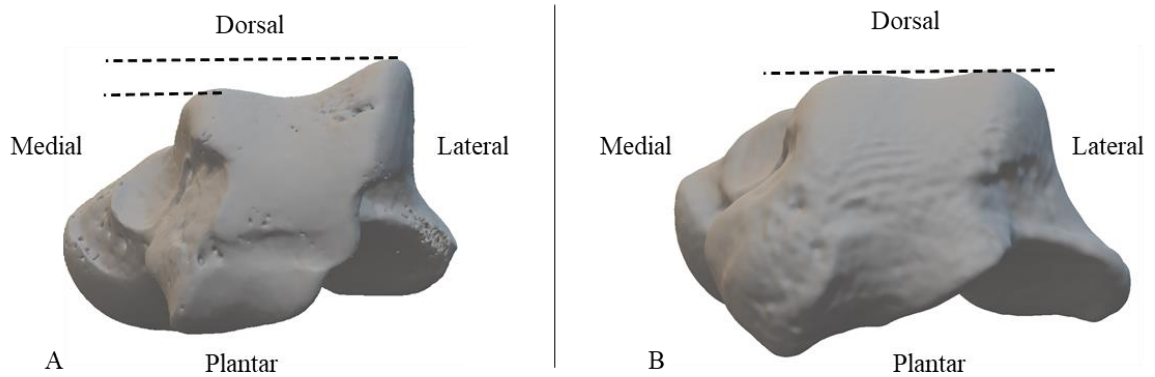 Dorsal
Medial
Lateral
A
Plantar
Dorsal
Medial
Lateral
B
Plantar